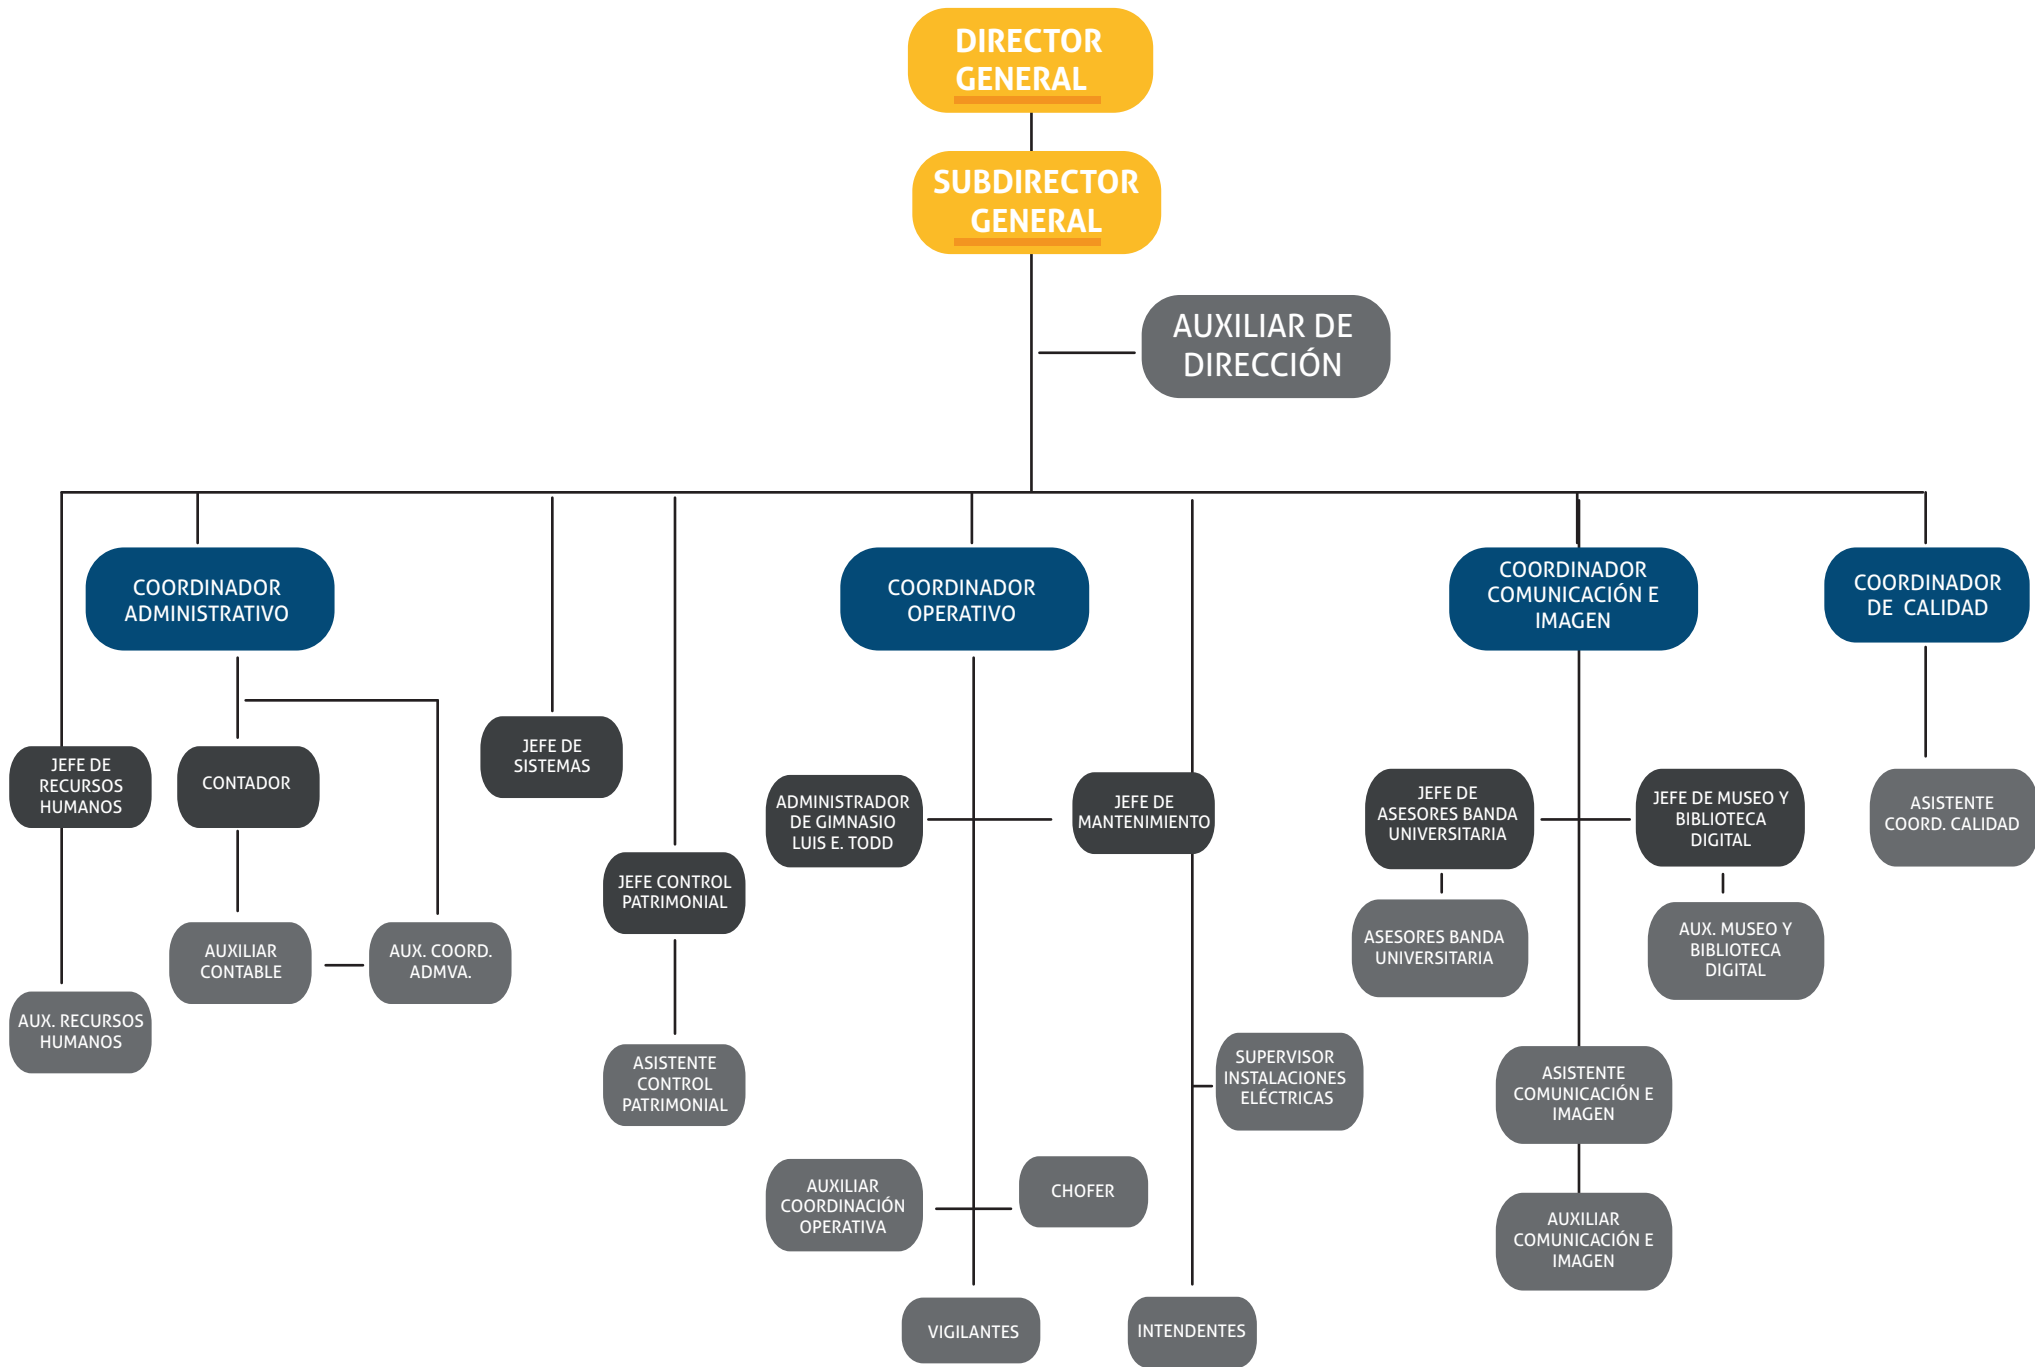 DIRECTOR
GENERAL
SUBDIRECTOR
GENERAL
AUXILIAR DE
DIRECCIÓN
COORDINADOR
ADMINISTRATIVO
COORDINADOR
OPERATIVO
COORDINADOR
COMUNICACIÓN E
IMAGEN
COORDINADOR
DE CALIDAD
JEFE DE
RECURSOS
HUMANOS
CONTADOR
JEFE DE
SISTEMAS
JEFE CONTROL
PATRIMONIAL
ADMINISTRADOR
DE GIMNASIO
LUIS E. TODD
JEFE DE
MANTENIMIENTO
JEFE DE
ASESORES BANDA
UNIVERSITARIA
JEFE DE MUSEO Y
BIBLIOTECA
DIGITAL
ASISTENTE
COORD. CALIDAD
AUXILIAR
CONTABLE
AUX. COORD.
ADMVA.
ASESORES BANDA
UNIVERSITARIA
AUX. MUSEO Y
BIBLIOTECA
DIGITAL
AUX. RECURSOS
HUMANOS
ASISTENTE
CONTROL
PATRIMONIAL
SUPERVISOR
INSTALACIONES
ELÉCTRICAS
ASISTENTE
COMUNICACIÓN E
IMAGEN
AUXILIAR
COORDINACIÓN
OPERATIVA
CHOFER
AUXILIAR
COMUNICACIÓN E
IMAGEN
VIGILANTES
INTENDENTES